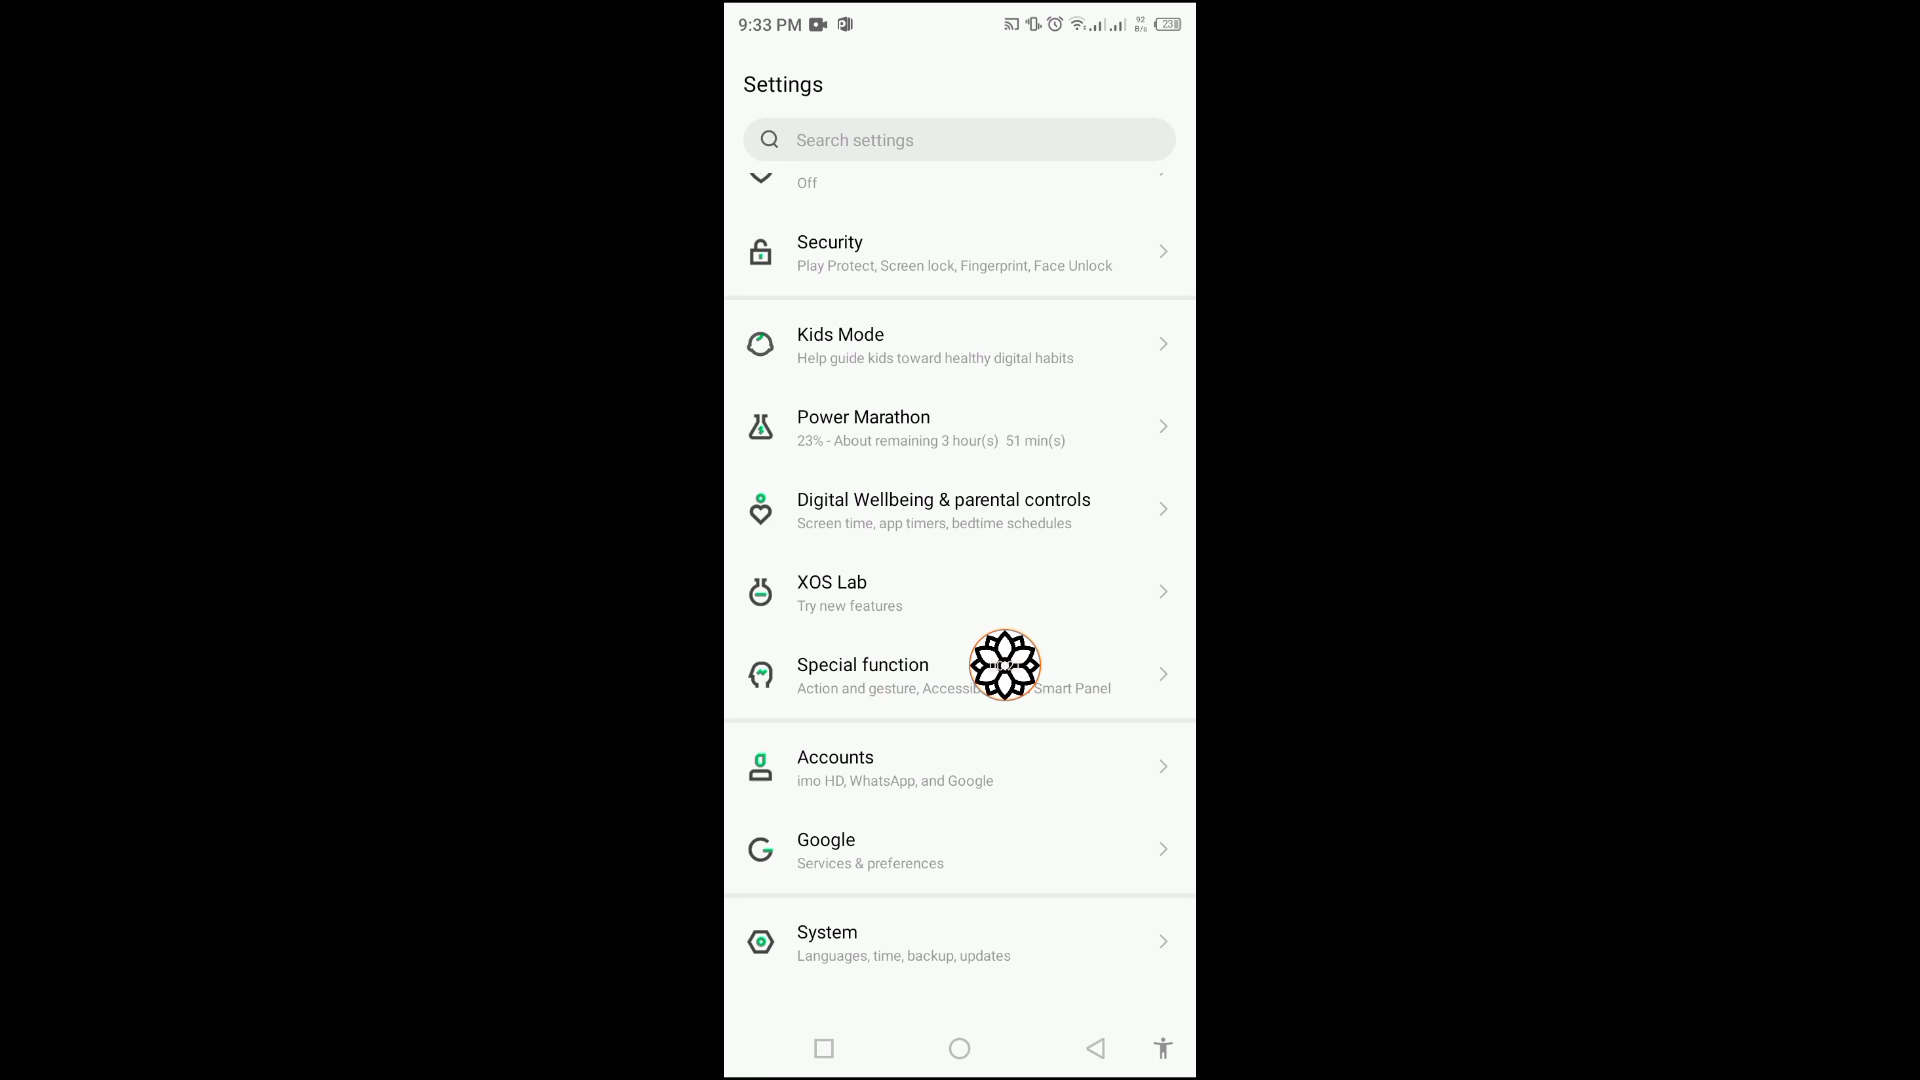 9:33 PM
92
B/s
23
Settings
Search settings
Off
Security
Play Protect, Screen lock, Fingerprint, Face Unlock
Kids Mode
Help guide kids toward healthy digital habits
Power Marathon
23% - About remaining 3 hour(s) 51 min(s)
Digital Wellbeing & parental controls
Screen time, app timers, bedtime schedules
XOS Lab
Try new features
Special function
Action and gesture, Smart Panel
Accounts
imo HD, WhatsApp, and Google
Google
Services & preferences
System
Languages, time, backup, updates